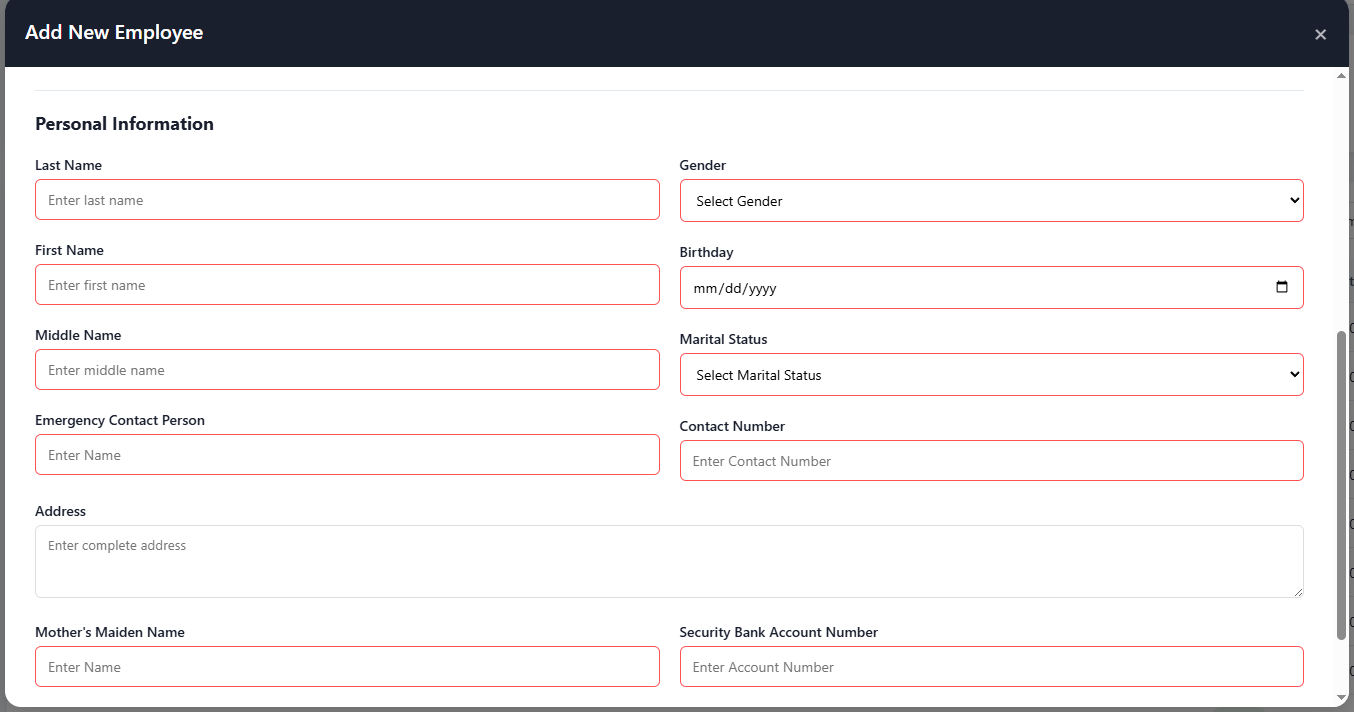 Add New Employee
×
Personal Information
Last Name
Gender
Enter last name
Select Gender
First Name
Birthday
Enter first name
mm/dd/yyyy
Middle Name
Marital Status
Enter middle name
Select Marital Status
Emergency Contact Person
Contact Number
Enter Name
Enter Contact Number
Address
Enter complete address
Mother's Maiden Name
Security Bank Account Number
Enter Name
Enter Account Number